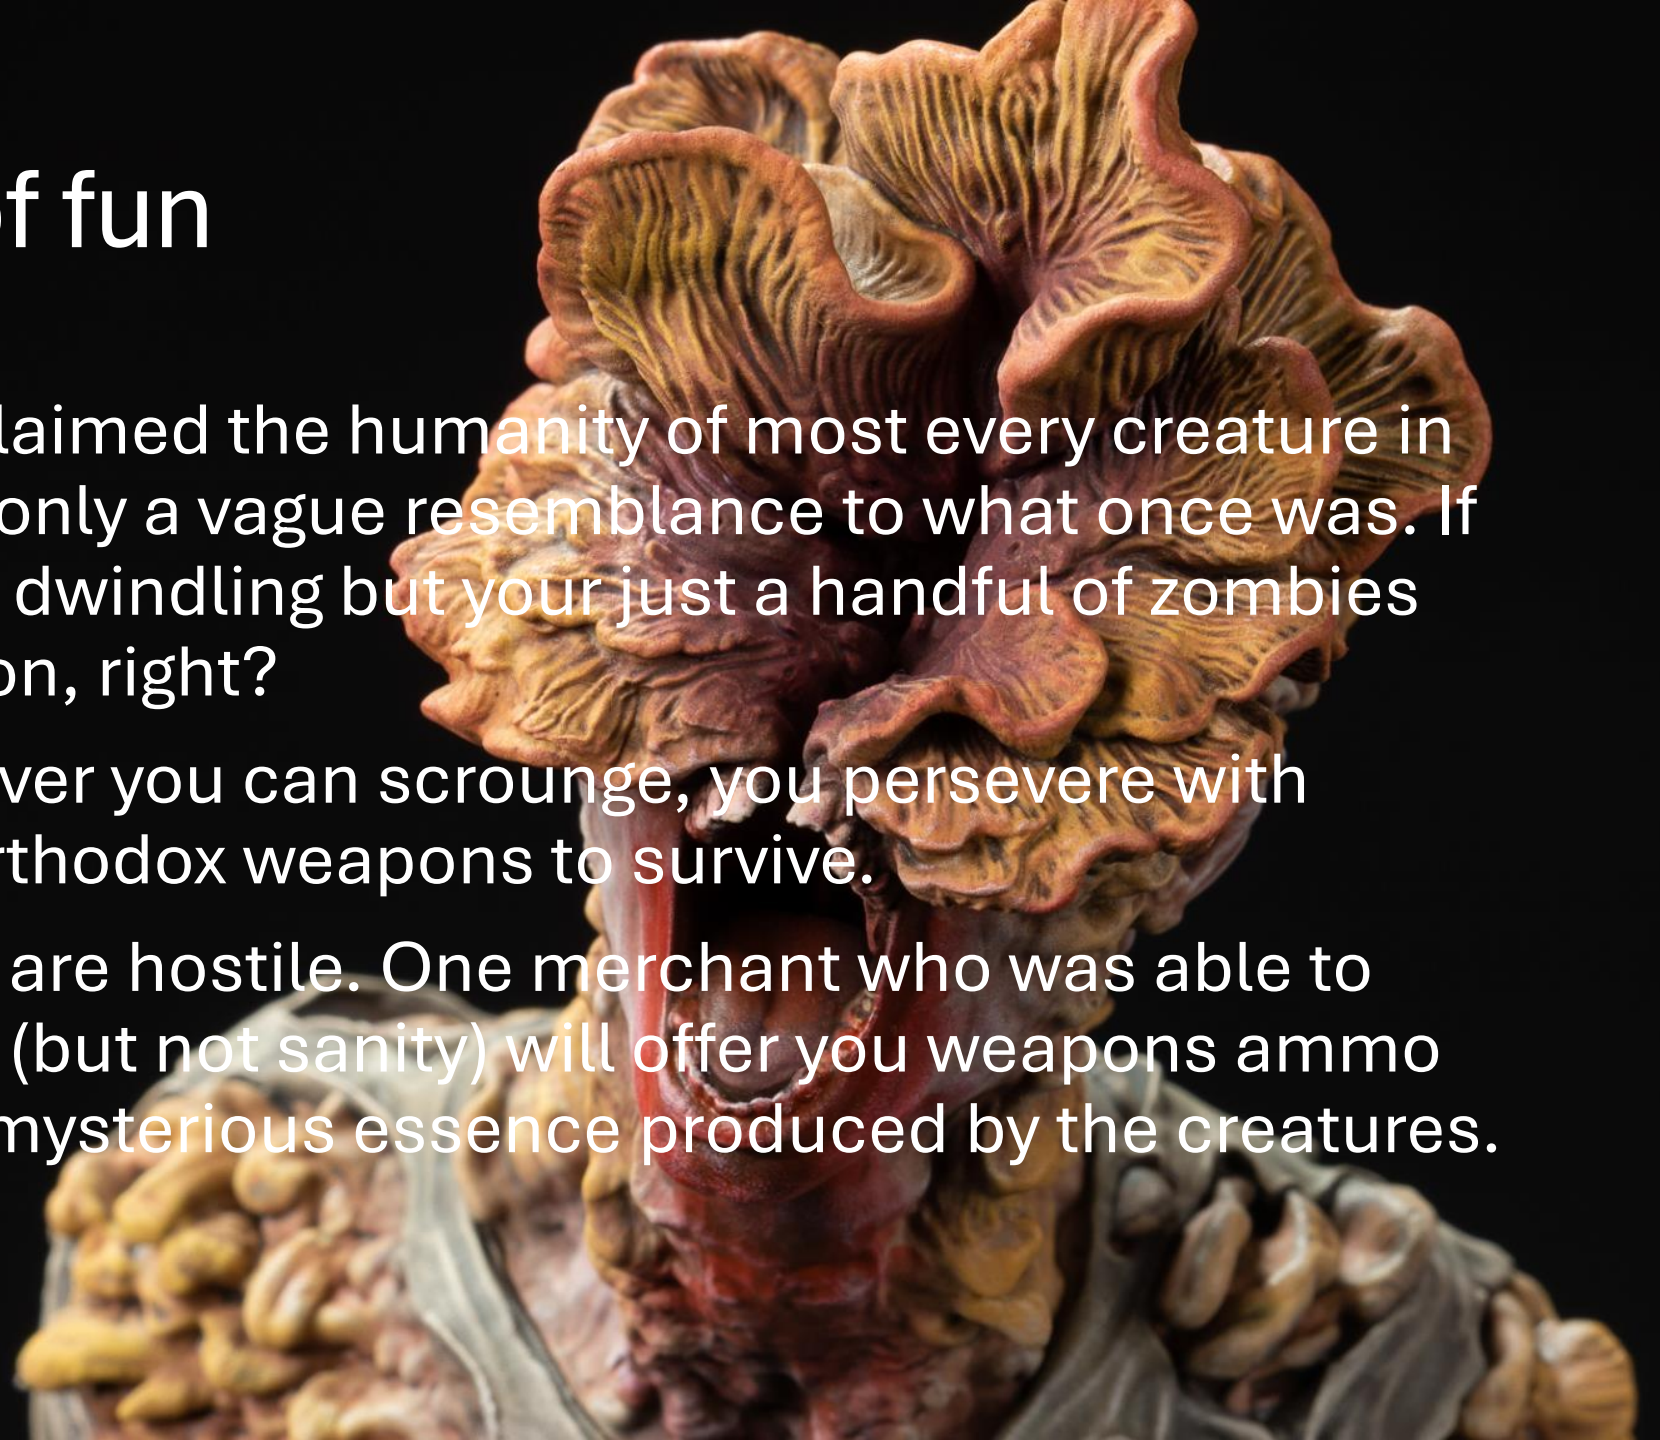 of fun
laimed the humanity of most every creature in
only a vague resemblance to what once was. If
dwindling but your just a handful of zombies
on, right?
ver you can scrounge, you persevere with
rthodox weapons to survive.
are hostile. One merchant who was able to
(but not sanity) will offer you weapons ammo
mysterious essence produced by the creatures.